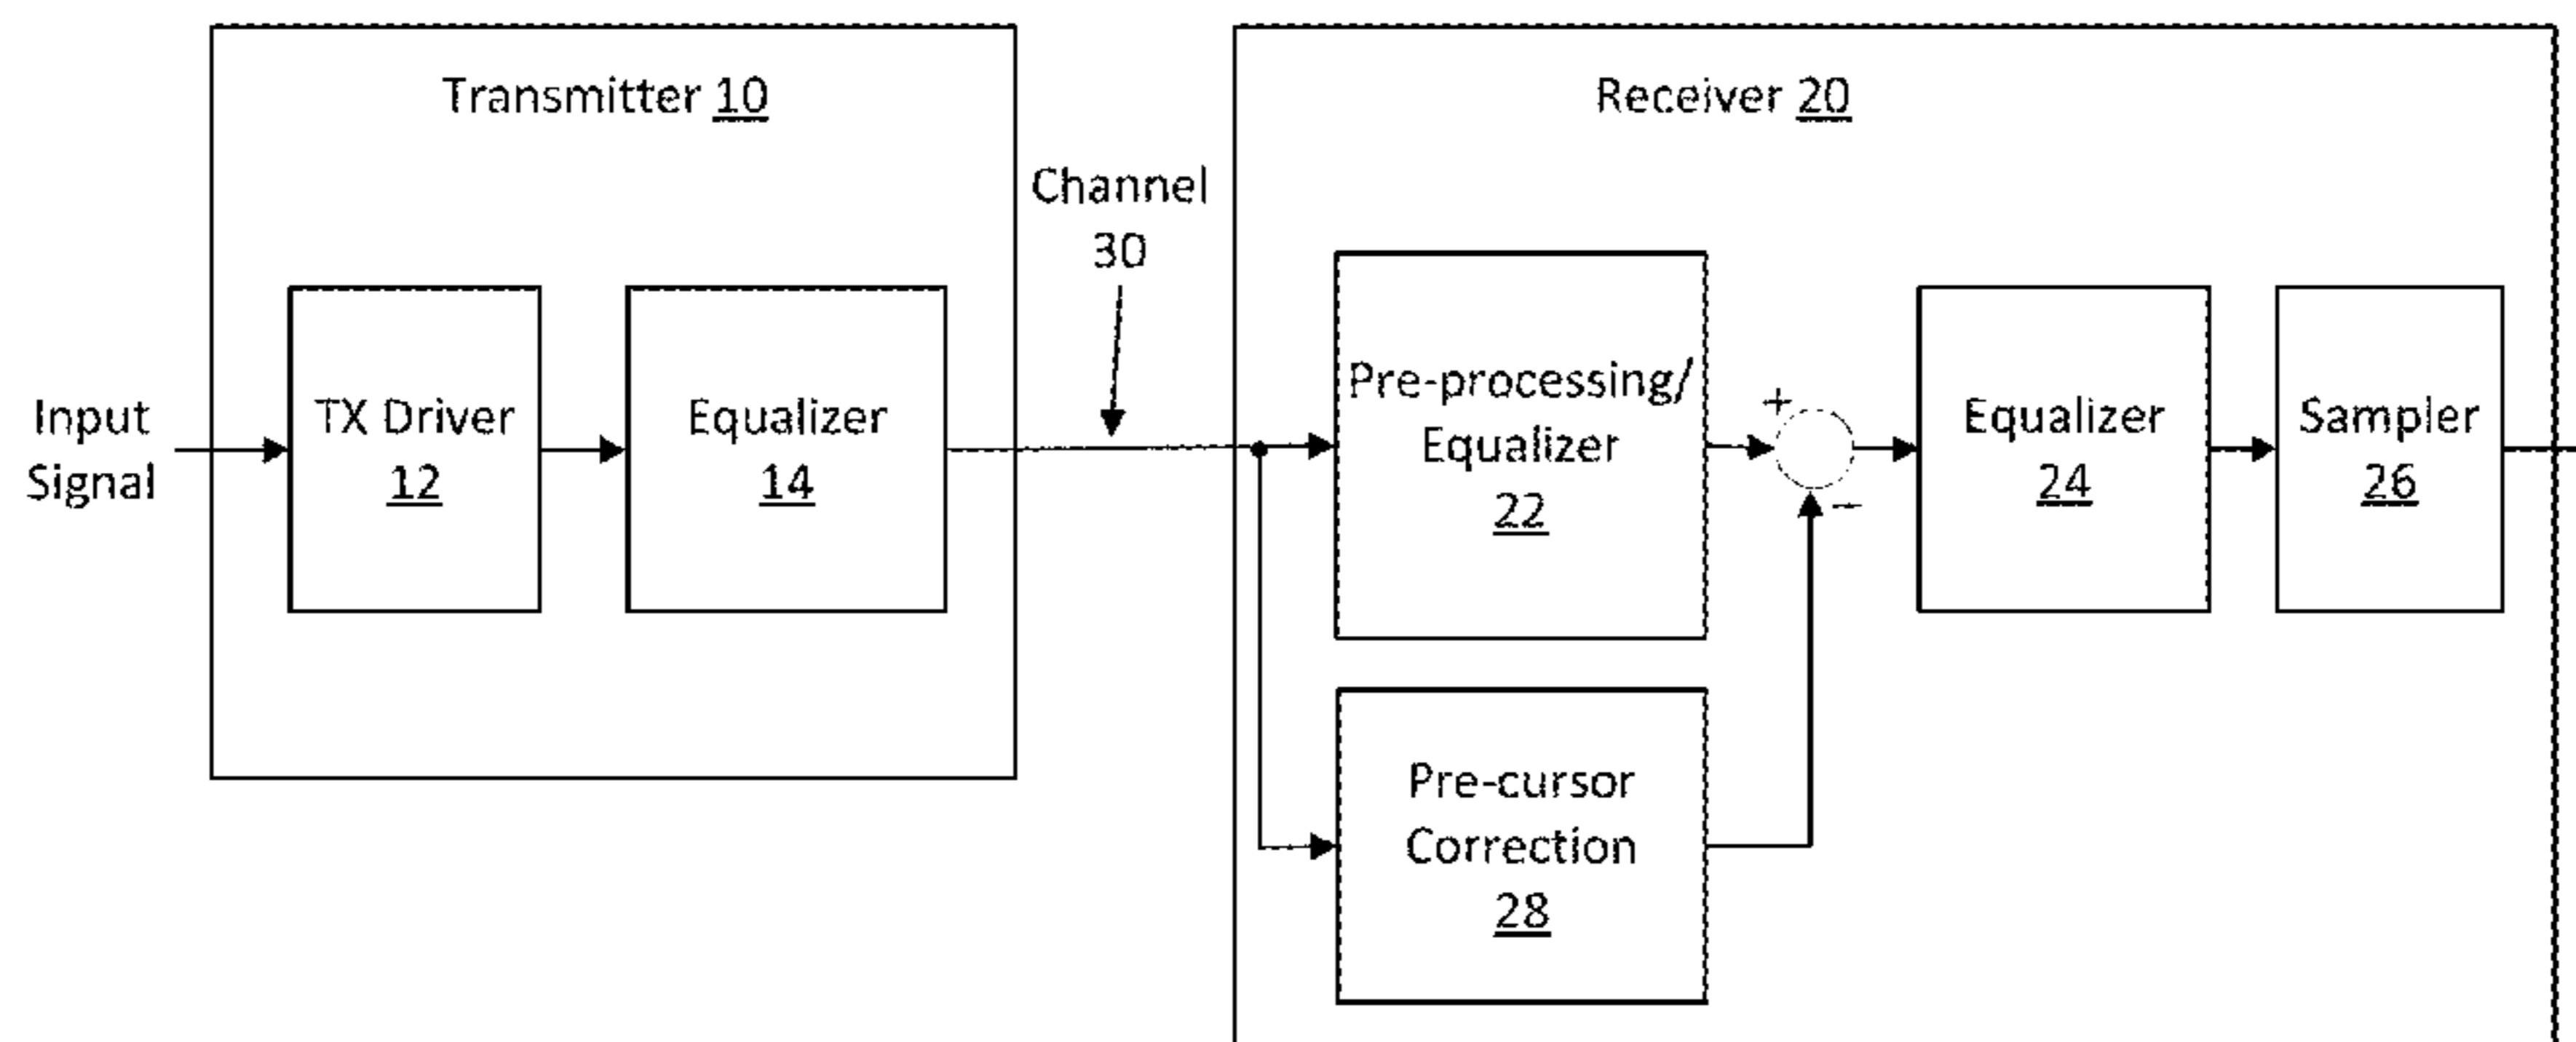 Transmitter 10
Receiver 20
Channel
30
Input
Signal
TX Driver
12
Equalizer
14
Pre-processing/
Equalizer
22
+
−
Equalizer
24
Sampler
26
Pre-cursor
Correction
28